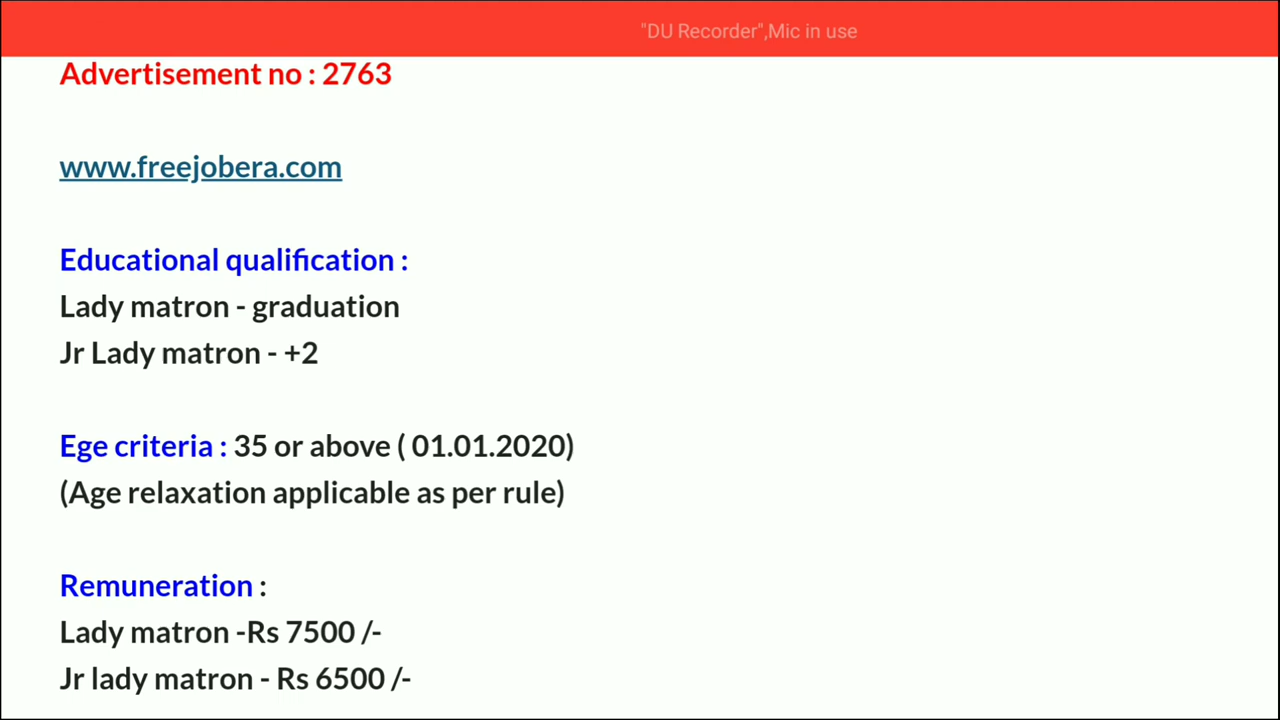 "DU Recorder",Mic in use
Advertisement no : 2763
www.freejobera.com
Educational qualification :
Lady matron - graduation
Jr Lady matron - +2
Ege criteria : 35 or above ( 01.01.2020)
(Age relaxation applicable as per rule)
Remuneration :
Lady matron -Rs 7500 /-
Jr lady matron - Rs 6500 /-